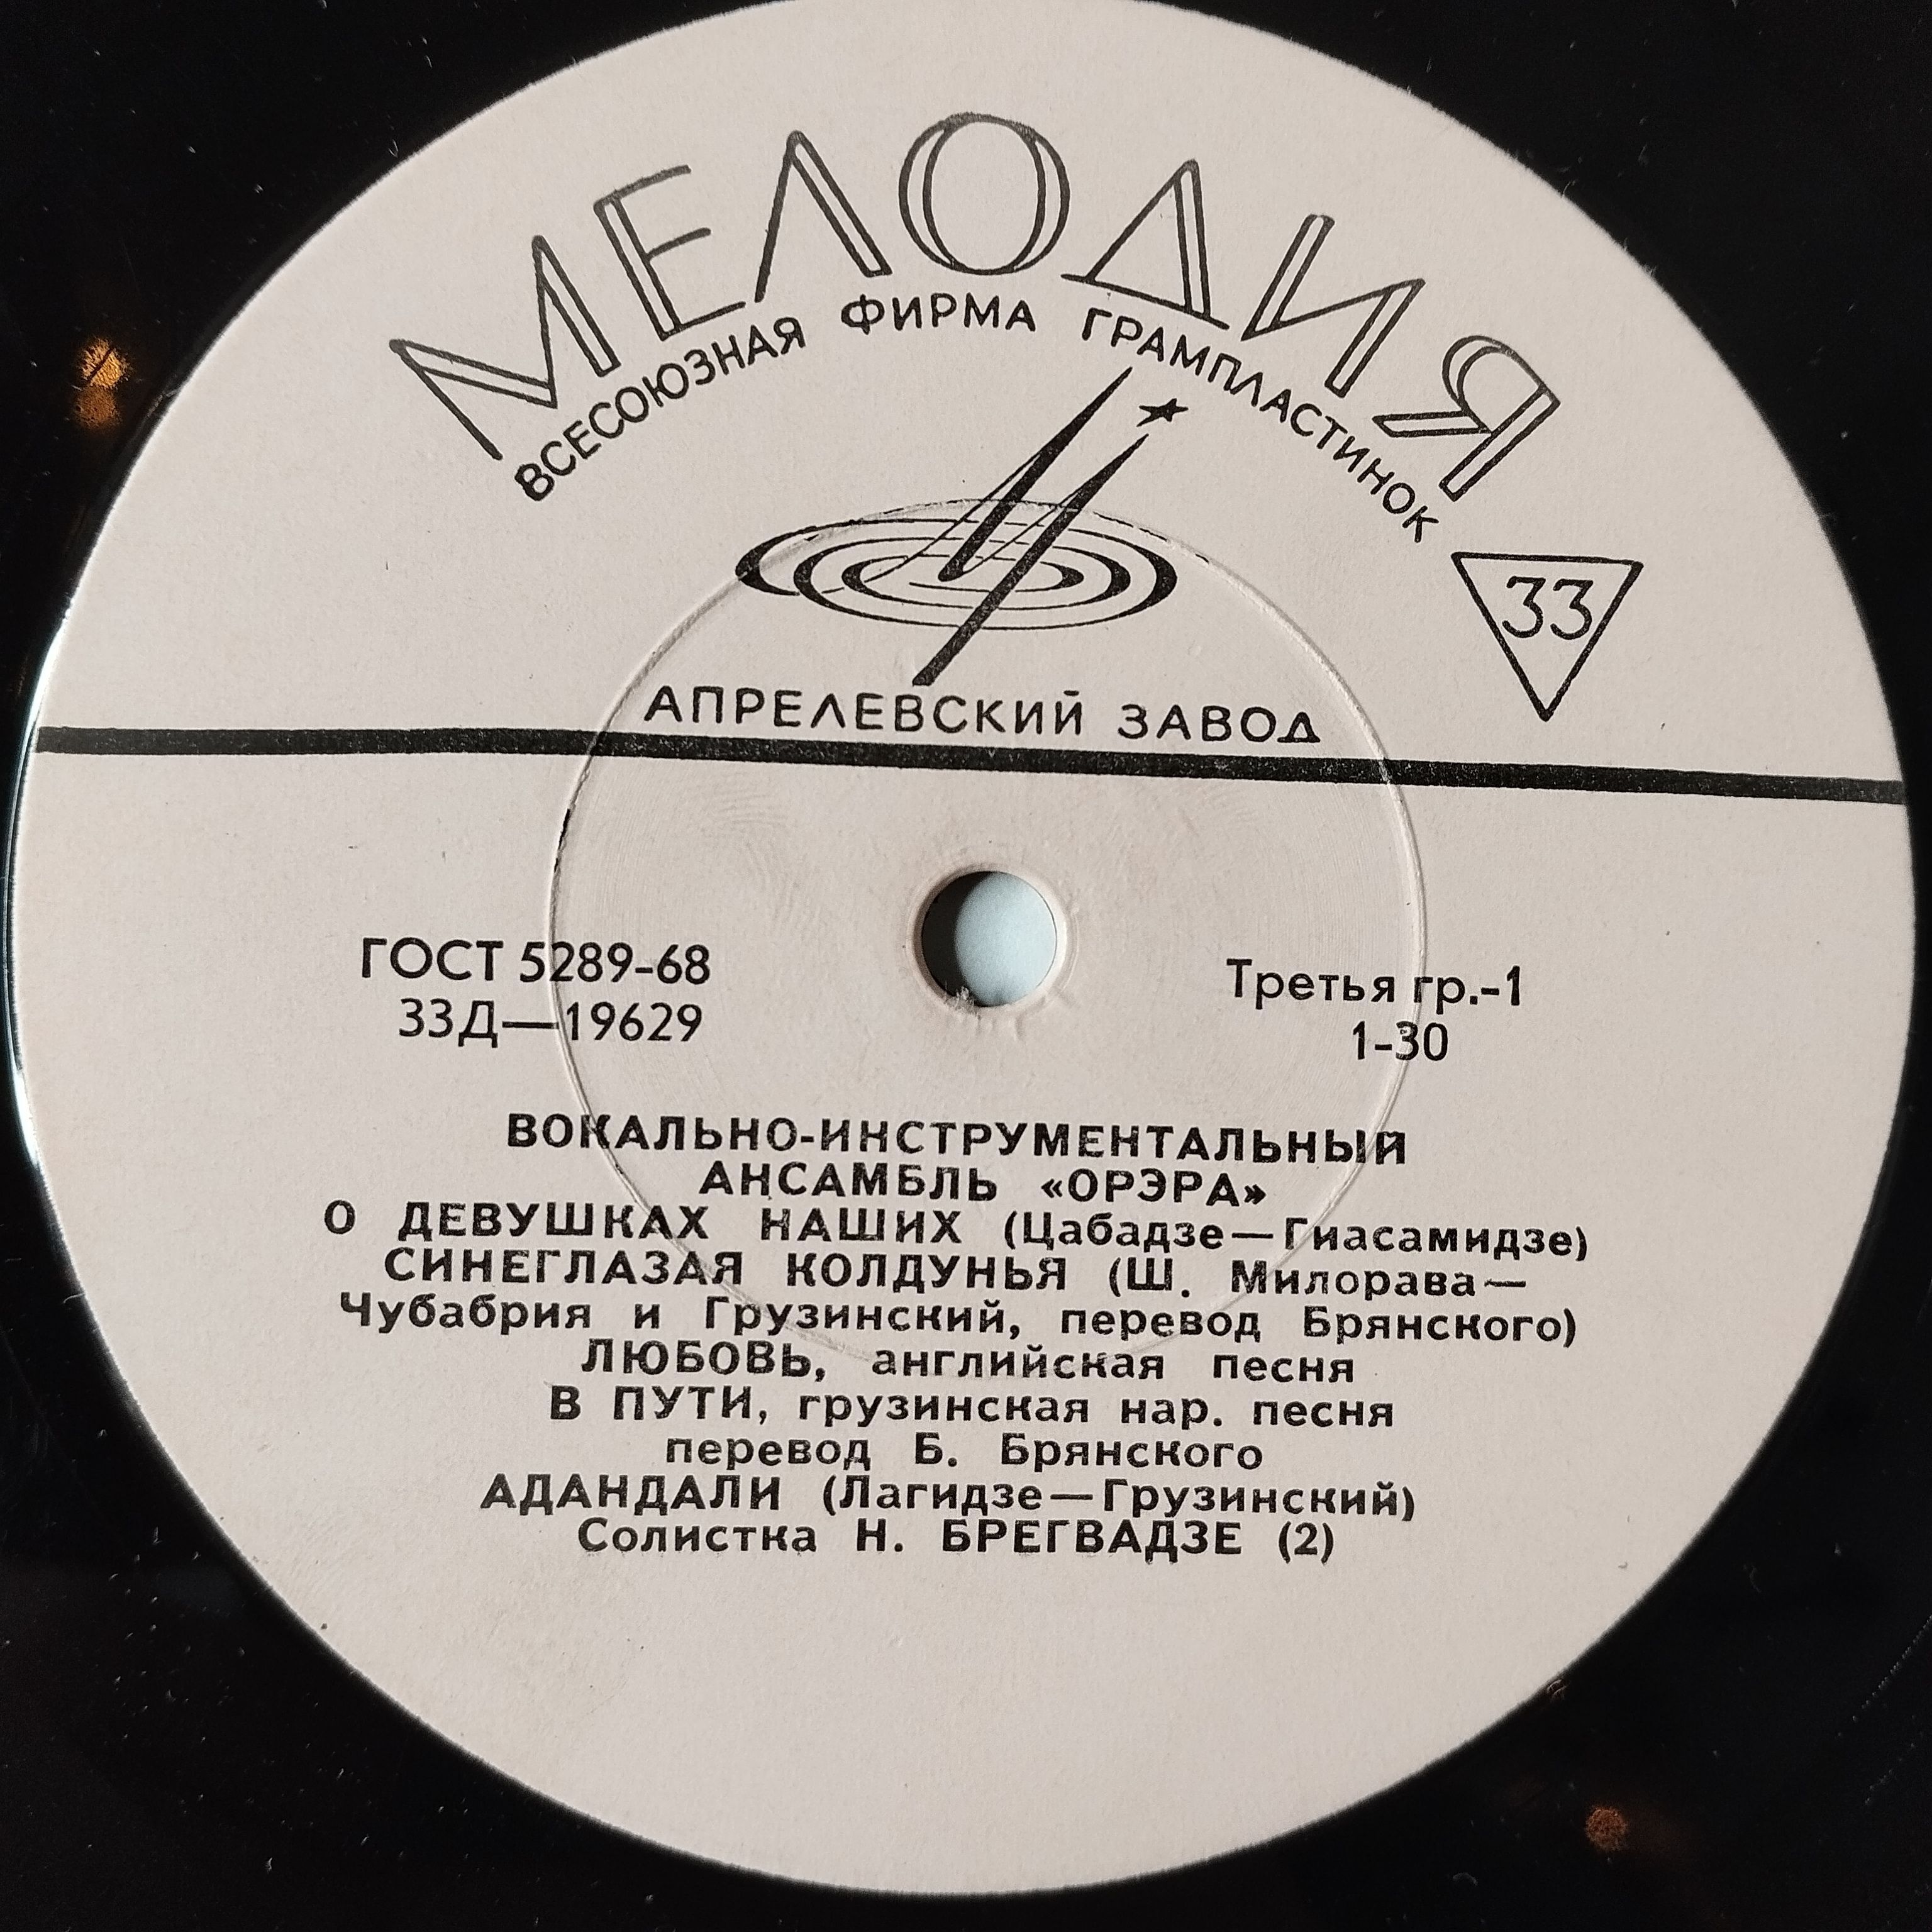 МЕЛОДИЯ
ВСЕСОЮЗНАЯ ФИРМА ГРАМПЛАСТИНОК
33
АПРЕЛЕВСКИЙ ЗАВОД
ГОСТ 5289-68
33Д—19629
Третья гр.-1
1-30
ВОКАЛЬНО-ИНСТРУМЕНТАЛЬНЫЙ
АНСАМБЛЬ «ОРЭРА»
О ДЕВУШКАХ НАШИХ (Цабадзе—Гиасамидзе)
СИНЕГЛАЗАЯ КОЛДУНЬЯ (Ш. Милорава—
Чубабрия и Грузинский, перевод Брянского)
ЛЮБОВЬ, английская песня
В ПУТИ, грузинская нар. песня
перевод Б. Брянского
АДАНДАЛИ (Лагидзе—Грузинский)
Солистка Н. БРЕГВАДЗЕ (2)